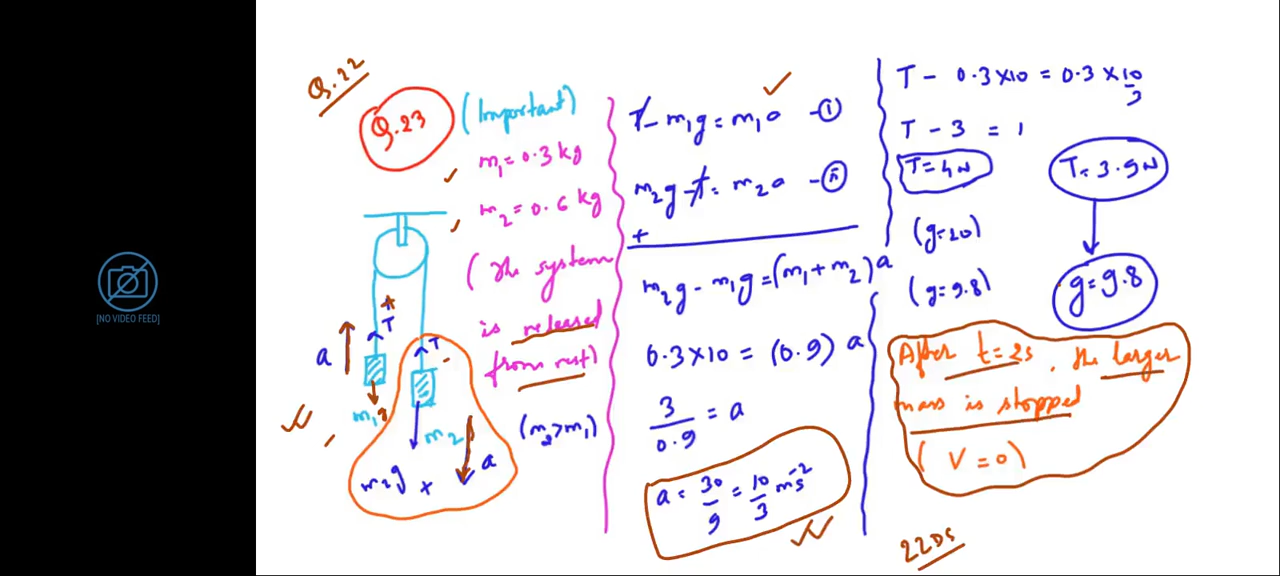 [NO VIDEO FEED]
Q.22
Q.23
(Important)
m₁ = 0.3 kg
m₂ = 0.6 kg
(The system
is released
from rest)
(m₂>m₁)
a
T
T
m₁g
m₂
m₂g
a
T - m₁g = m₁a -①
m₂g - T = m₂a -②
+
m₂g - m₁g = (m₁ + m₂) a
0.3×10 = (0.9) a
3/0.9 = a
a = 30/9 = 10/3 ms⁻²
T - 0.3×10 = 0.3 × 10/3
T - 3 = 1
T = 4N
T = 3.9N
(g=10)
(g=9.8)
g=9.8
After t=2s, the larger
mass is stopped
(V=0)
22DS